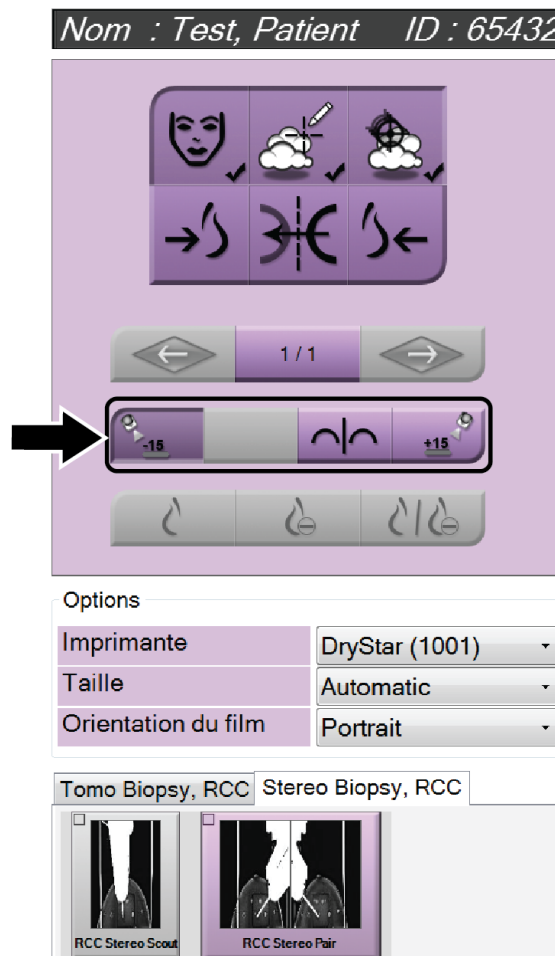 Nom : Test, Patient ID : 65432
1 / 1
-15 +15
Options
Imprimante DryStar (1001)
Taille Automatic
Orientation du film Portrait
Tomo Biopsy, RCC Stereo Biopsy, RCC
RCC Stereo Scout RCC Stereo Pair